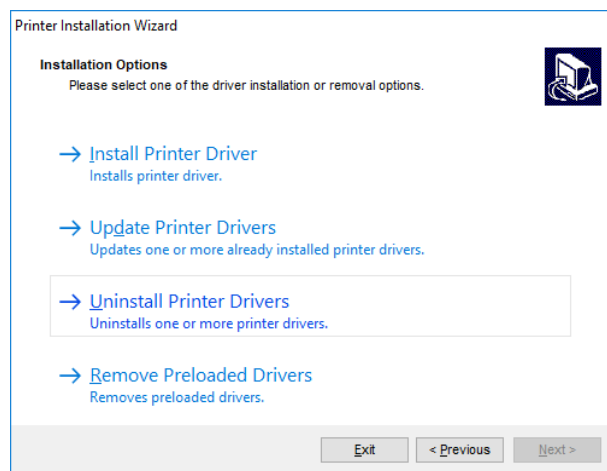 Printer Installation Wizard
Installation Options
Please select one of the driver installation or removal options.
Install Printer Driver
Installs printer driver.
Update Printer Drivers
Updates one or more already installed printer drivers.
Uninstall Printer Drivers
Uninstalls one or more printer drivers.
Remove Preloaded Drivers
Removes preloaded drivers.
Exit < Previous Next >